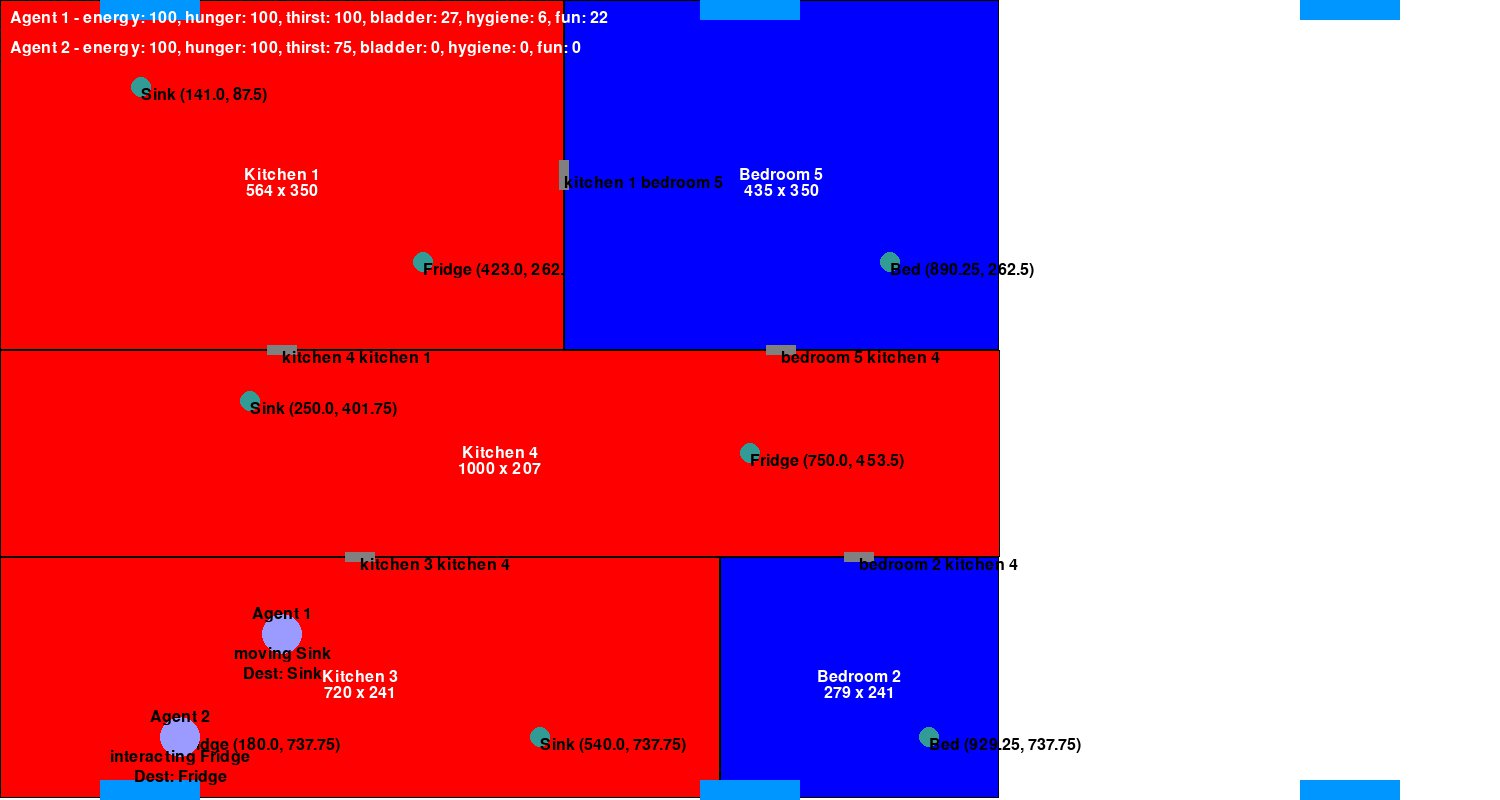 Agent 1 - energy: 100, hunger: 100, thirst: 100, bladder: 27, hygiene: 6, fun: 22
Agent 2 - energy: 100, hunger: 100, thirst: 75, bladder: 0, hygiene: 0, fun: 0
Sink (141.0, 87.5)
Kitchen 1
564 x 350
kitchen 1 bedroom 5
Bedroom 5
435 x 350
Fridge (423.0, 262.
Bed (890.25, 262.5)
kitchen 4 kitchen 1
bedroom 5 kitchen 4
Sink (250.0, 401.75)
Kitchen 4
1000 x 207
Fridge (750.0, 453.5)
kitchen 3 kitchen 4
bedroom 2 kitchen 4
Agent 1
moving Sink
Dest: Sink
Kitchen 3
720 x 241
Bedroom 2
279 x 241
Agent 2
dge (180.0, 737.75)
interacting Fridge
Dest: Fridge
Sink (540.0, 737.75)
Bed (929.25, 737.75)